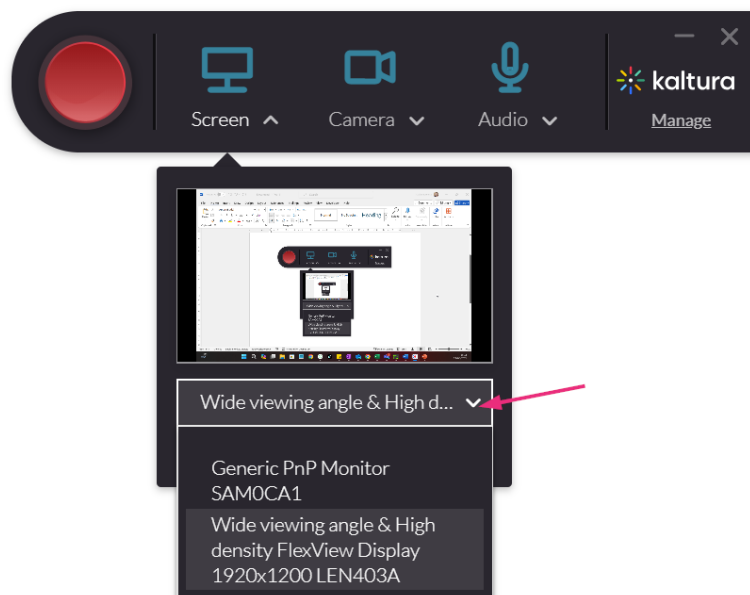 Screen
Camera
Audio
kaltura
Manage
Wide viewing angle & High d...
Generic PnP Monitor
SAM0CA1
Wide viewing angle & High
density FlexView Display
1920x1200 LEN403A